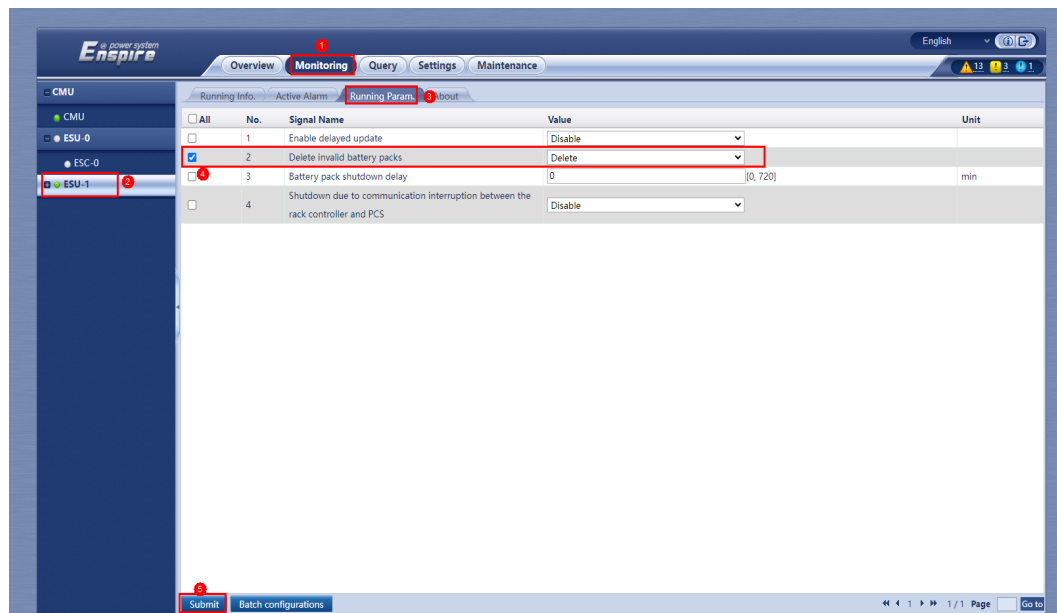 e power system
Enspire
English
1
Overview Monitoring Query Settings Maintenance
13 3 1
CMU
Running Info. Active Alarm Running Param. 3 About
CMU
All No. Signal Name Value Unit
ESU-0
1 Enable delayed update Disable
ESC-0
2 Delete invalid battery packs Delete
ESU-1 2
4 3 Battery pack shutdown delay 0 [0, 720] min
4 Shutdown due to communication interruption between the
rack controller and PCS Disable
5
Submit Batch configurations 1 1/1 Page Go to